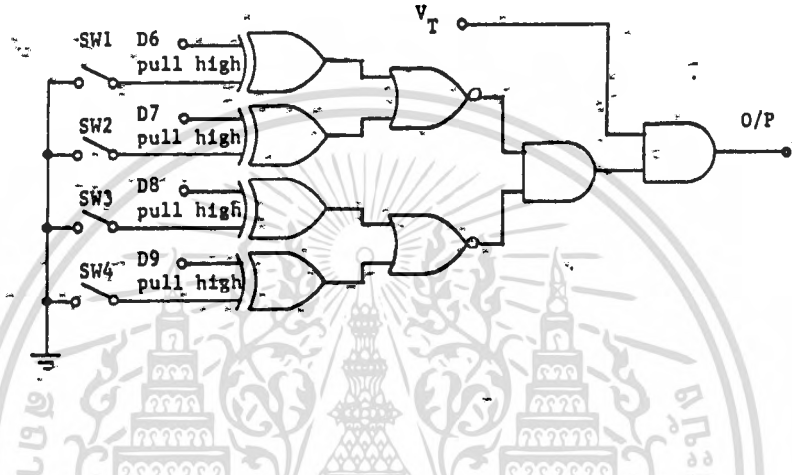 V_T
SW1 D6
pull high
O/P
SW2 D7
pull high
SW3 D8
pull high
SW4 D9
pull high